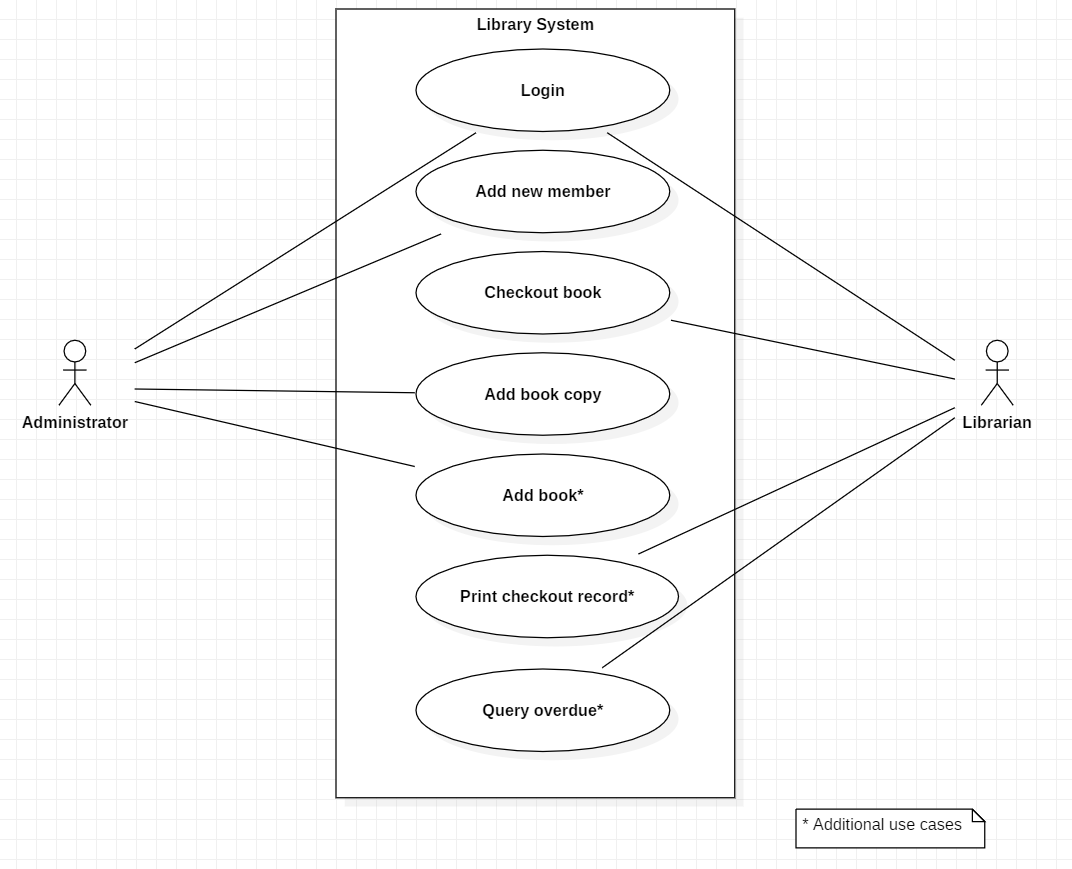 Library System
Login
Add new member
Checkout book
Add book copy
Administrator
Librarian
Add book*
Print checkout record*
Query overdue*
* Additional use cases